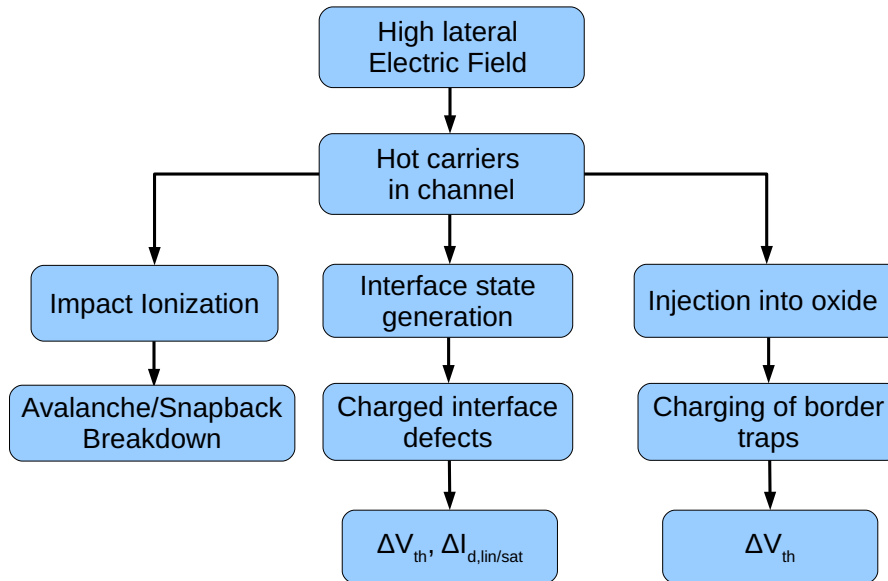 High lateral
Electric Field
Hot carriers
in channel
Impact Ionization
Interface state
generation
Injection into oxide
Avalanche/Snapback
Breakdown
Charged interface
defects
Charging of border
traps
ΔV_th, ΔI_d,lin/sat
ΔV_th